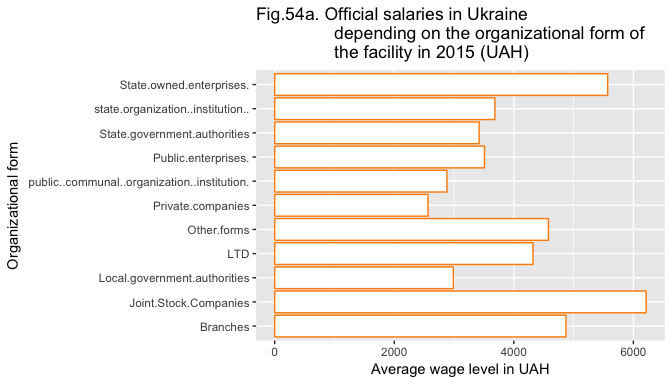 Fig.54a. Official salaries in Ukraine
depending on the organizational form of
the facility in 2015 (UAH)
Organizational form
State.owned.enterprises.
state.organization..institution..
State.government.authorities
Public.enterprises.
public..communal..organization..institution.
Private.companies
Other.forms
LTD
Local.government.authorities
Joint.Stock.Companies
Branches
0 2000 4000 6000
Average wage level in UAH